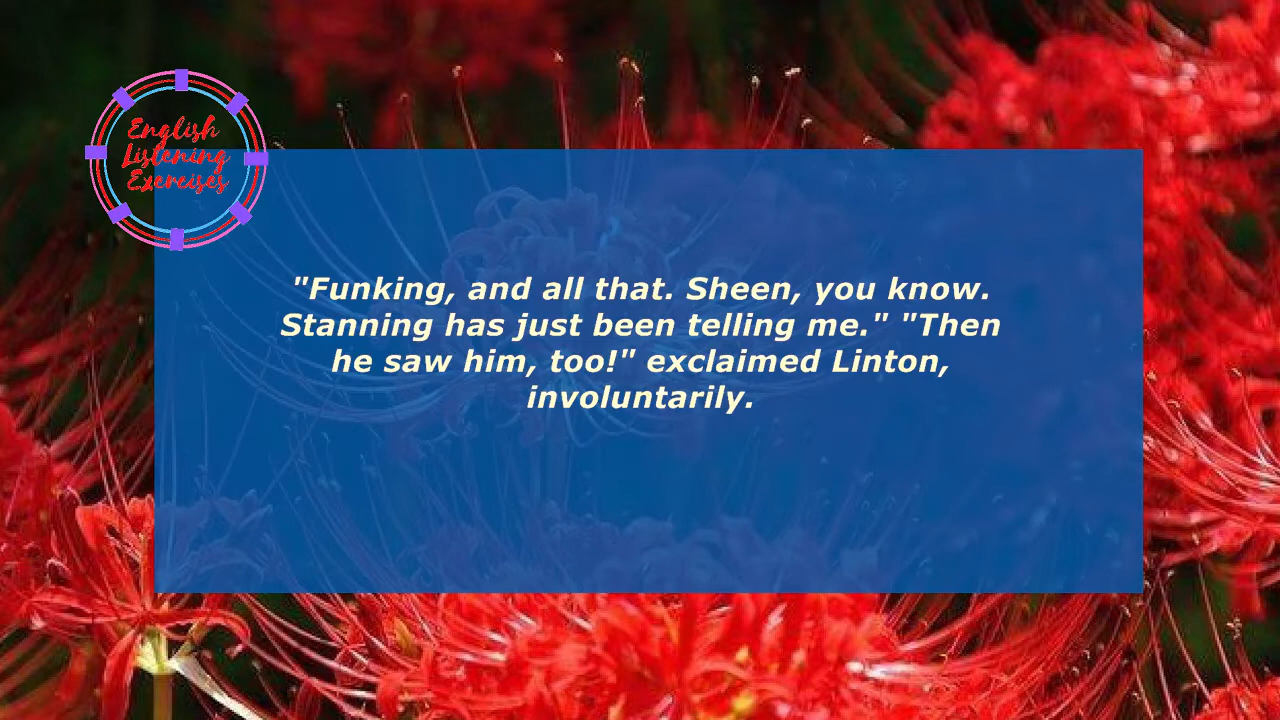 English
Listening
Exercises
"Funking, and all that. Sheen, you know.
Stanning has just been telling me." "Then
he saw him, too!" exclaimed Linton,
involuntarily.